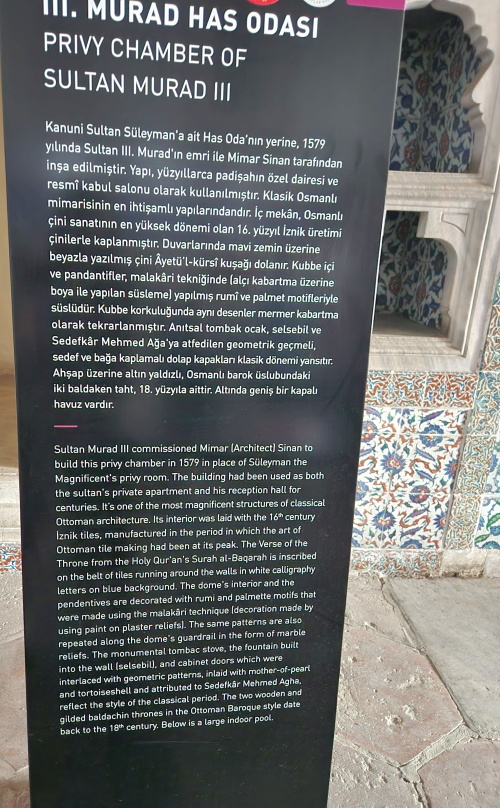 III. MURAD HAS ODASI
PRIVY CHAMBER OF
SULTAN MURAD III
Kanuni Sultan Süleyman'a ait Has Oda'nın yerine, 1579
yılında Sultan III. Murad'ın emri ile Mimar Sinan tarafından
inşa edilmiştir. Yapı, yüzyıllarca padişahın özel dairesi ve
resmî kabul salonu olarak kullanılmıştır. Klasik Osmanlı
mimarisinin en ihtişamlı yapılarındandır. İç mekân, Osmanlı
çini sanatının en yüksek dönemi olan 16. yüzyıl İznik üretimi
çinilerle kaplanmıştır. Duvarlarında mavi zemin üzerine
beyazla yazılmış çini Âyetü'l-kürsî kuşağı dolanır. Kubbe içi
ve pandantifler, malakâri tekniğinde (alçı kabartma üzerine
boya ile yapılan süsleme) yapılmış rumî ve palmet motifleriyle
süslüdür. Kubbe korkuluğunda aynı desenler mermer kabartma
olarak tekrarlanmıştır. Anıtsal tombak ocak, selsebil ve
Sedefkâr Mehmed Ağa'ya atfedilen geometrik geçmeli,
sedef ve bağa kaplamalı dolap kapakları klasik dönemi yansıtır.
Ahşap üzerine altın yaldızlı, Osmanlı barok üslubundaki
iki baldaken taht, 18. yüzyıla aittir. Altında geniş bir kapalı
havuz vardır.
Sultan Murad III commissioned Mimar (Architect) Sinan to
build this privy chamber in 1579 in place of Süleyman the
Magnificent's privy room. The building had been used as both
the sultan's private apartment and his reception hall for
centuries. It's one of the most magnificent structures of classical
Ottoman architecture. Its interior was laid with the 16th century
İznik tiles, manufactured in the period in which the art of
Ottoman tile making had been at its peak. The Verse of the
Throne from the Holy Qur'an's Surah al-Baqarah is inscribed
on the belt of tiles running around the walls in white calligraphy
letters on blue background. The dome's interior and the
pendentives are decorated with rumi and palmette motifs that
were made using the malakâri technique (decoration made by
using paint on plaster reliefs). The same patterns are also
repeated along the dome's guardrail in the form of marble
reliefs. The monumental tombac stove, the fountain built
into the wall (selsebil), and cabinet doors which were
interlaced with geometric patterns, inlaid with mother-of-pearl
and tortoiseshell and attributed to Sedefkâr Mehmed Agha,
reflect the style of the classical period. The two wooden and
gilded baldachin thrones in the Ottoman Baroque style date
back to the 18th century. Below is a large indoor pool.